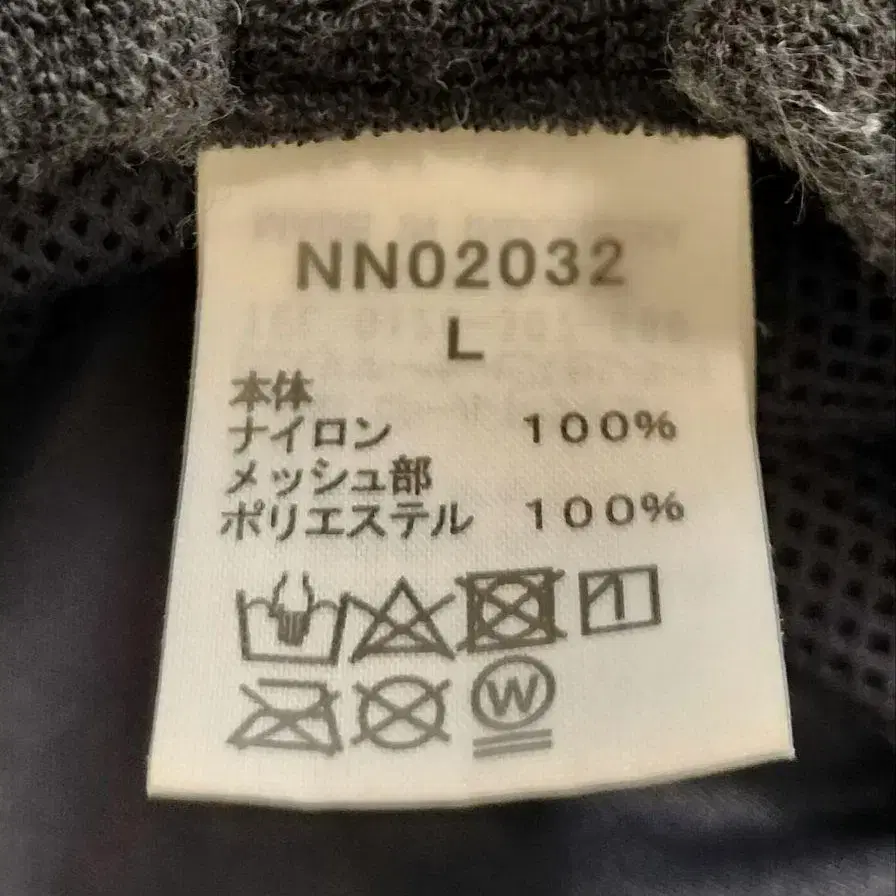 NN02032
L
本体
ナイロン 100%
メッシュ部
ポリエステル 100%
W